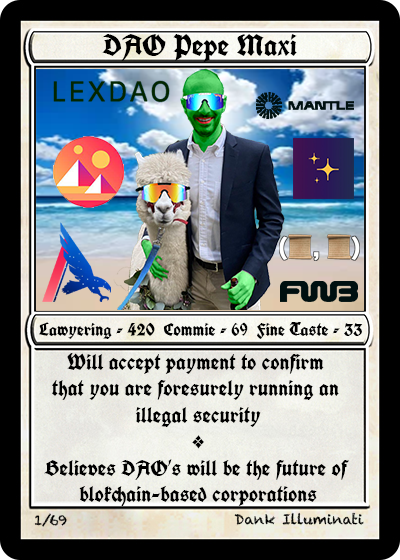 DAO Pepe Maxi
LEXDAO
MANTLE
( , )
FWB
Lawyering - 420 Commie - 69 Fine Taste - 33
Will accept payment to confirm
that you are foresurely running an
illegal security
❖
Believes DAO's will be the future of
blokchain-based corporations
1/69 Dank Illuminati